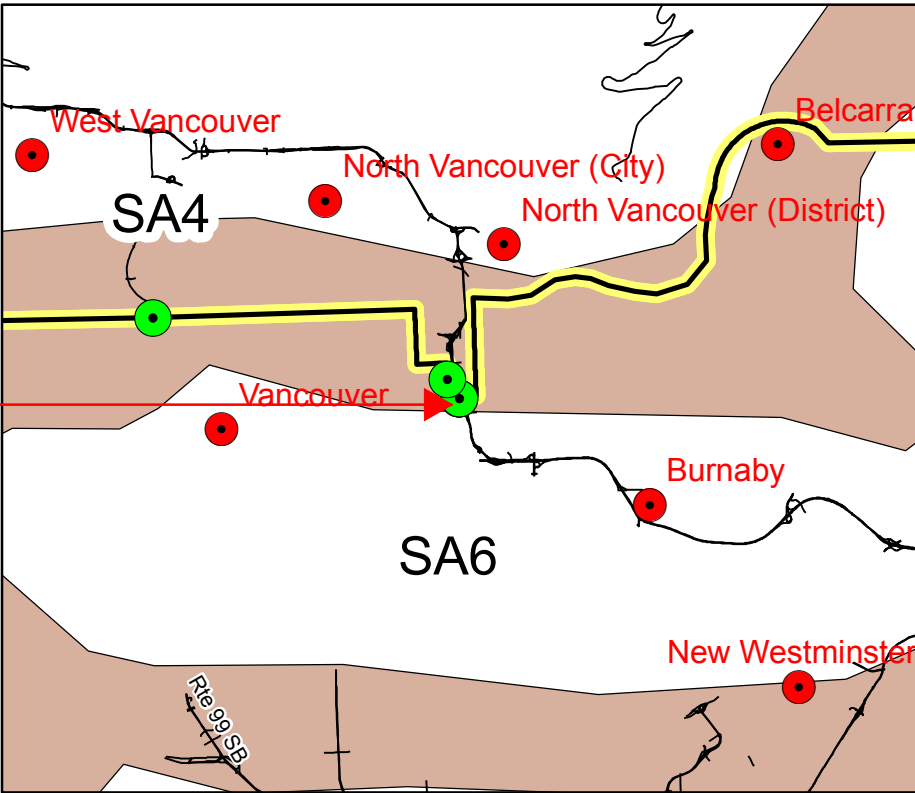 Belcarra
West Vancouver
North Vancouver (City)
SA4
North Vancouver (District)
Vancouver
Burnaby
SA6
New Westminster
Rte 99 SB